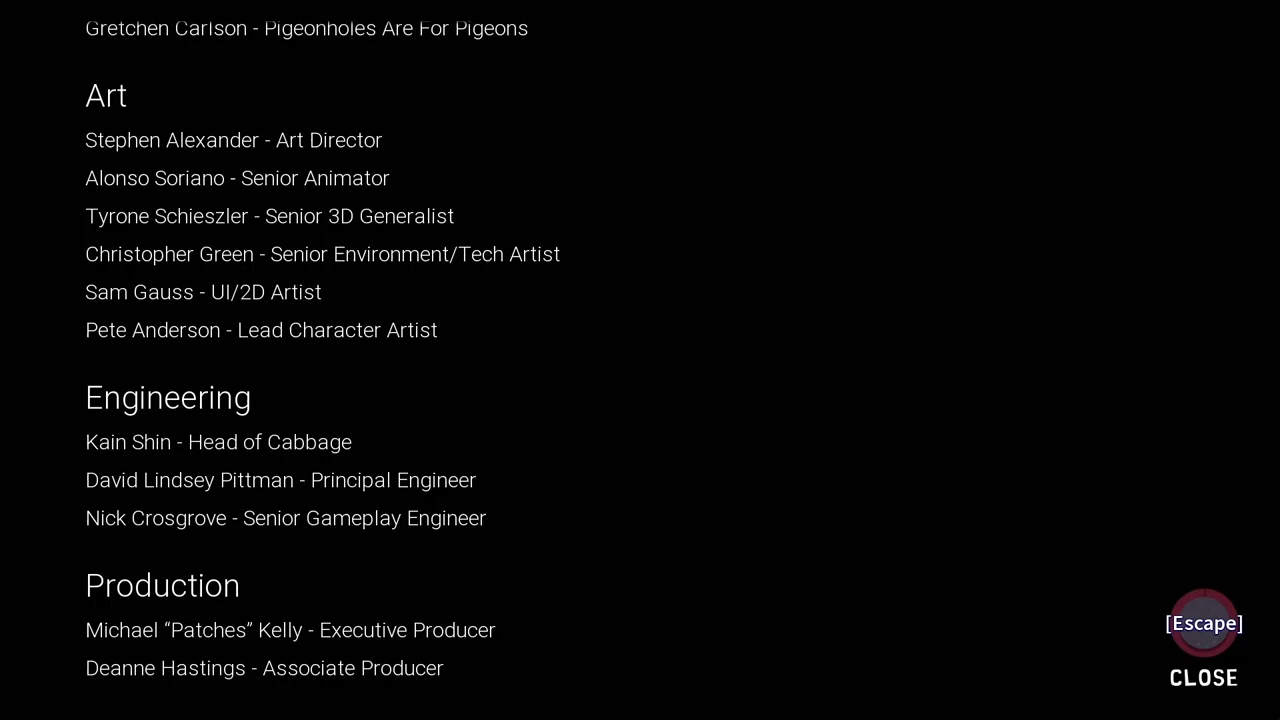 Gretchen Carlson - Pigeonholes Are For Pigeons
Art
Stephen Alexander - Art Director
Alonso Soriano - Senior Animator
Tyrone Schieszler - Senior 3D Generalist
Christopher Green - Senior Environment/Tech Artist
Sam Gauss - UI/2D Artist
Pete Anderson - Lead Character Artist
Engineering
Kain Shin - Head of Cabbage
David Lindsey Pittman - Principal Engineer
Nick Crosgrove - Senior Gameplay Engineer
Production
Michael “Patches” Kelly - Executive Producer
Deanne Hastings - Associate Producer
[Escape]
CLOSE